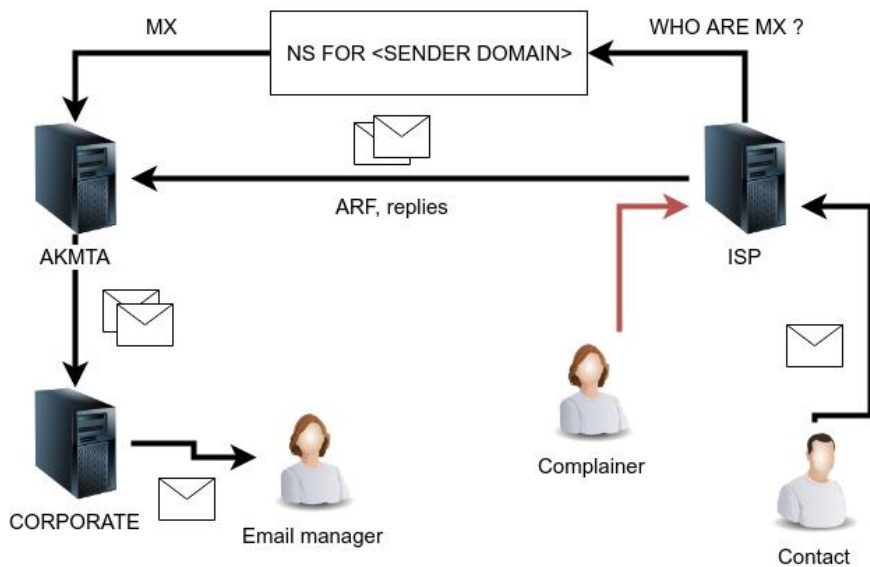 MX
WHO ARE MX ?
NS FOR <SENDER DOMAIN>
ARF, replies
AKMTA
ISP
Complainer
CORPORATE
Email manager
Contact